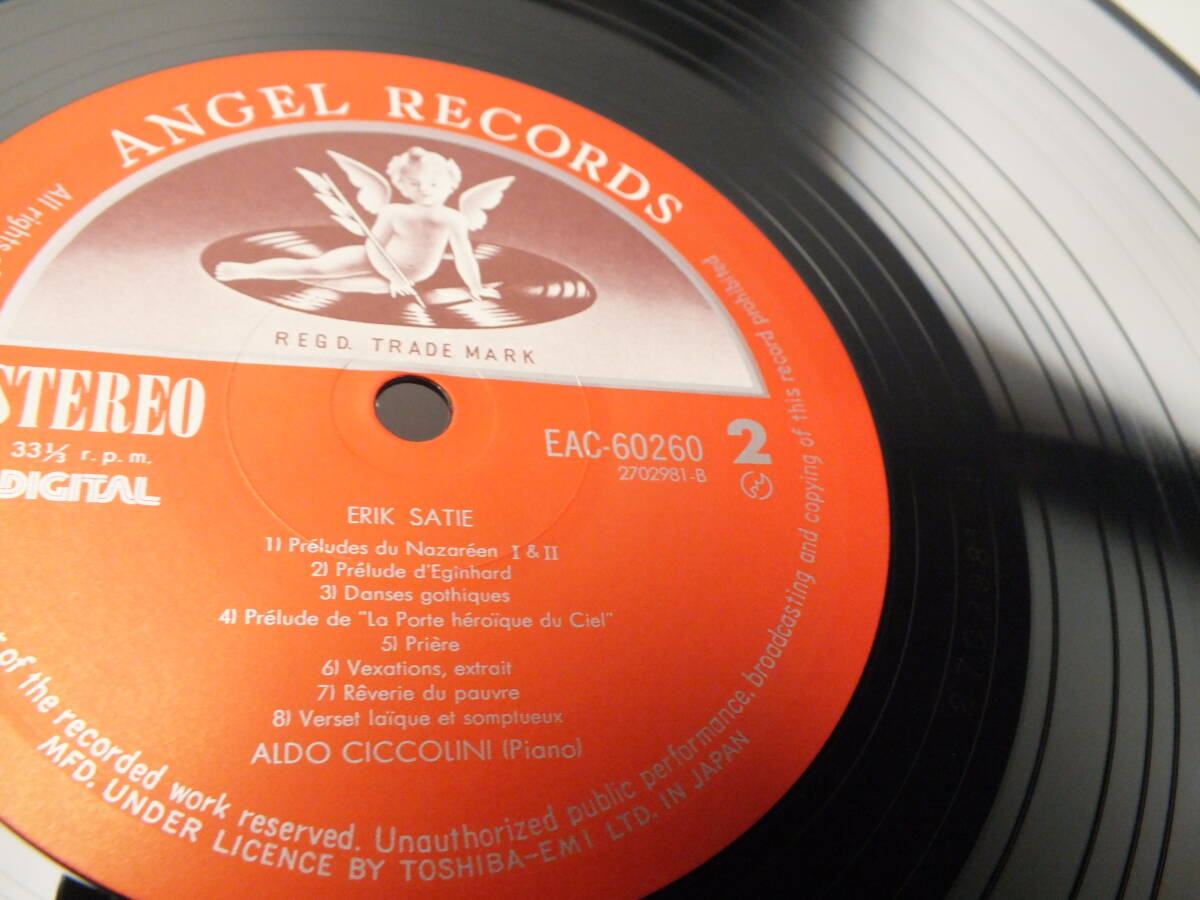 ANGEL RECORDS
REGD. TRADE MARK
STEREO
33⅓ r.p.m.
DIGITAL
EAC-60260 2
2702981-B
ERIK SATIE
1) Préludes du Nazaréen I & II
2) Prélude d'Eginhard
3) Danses gothiques
4) Prélude de "La Porte héroïque du Ciel"
5) Prière
6) Vexations, extrait
7) Rêverie du pauvre
8) Verset laïque et somptueux
ALDO CICCOLINI (Piano)
All rights
of the recorded work reserved. Unauthorized public performance, broadcasting and copying of this record prohibited
MFD. UNDER LICENCE BY TOSHIBA-EMI LTD. IN JAPAN